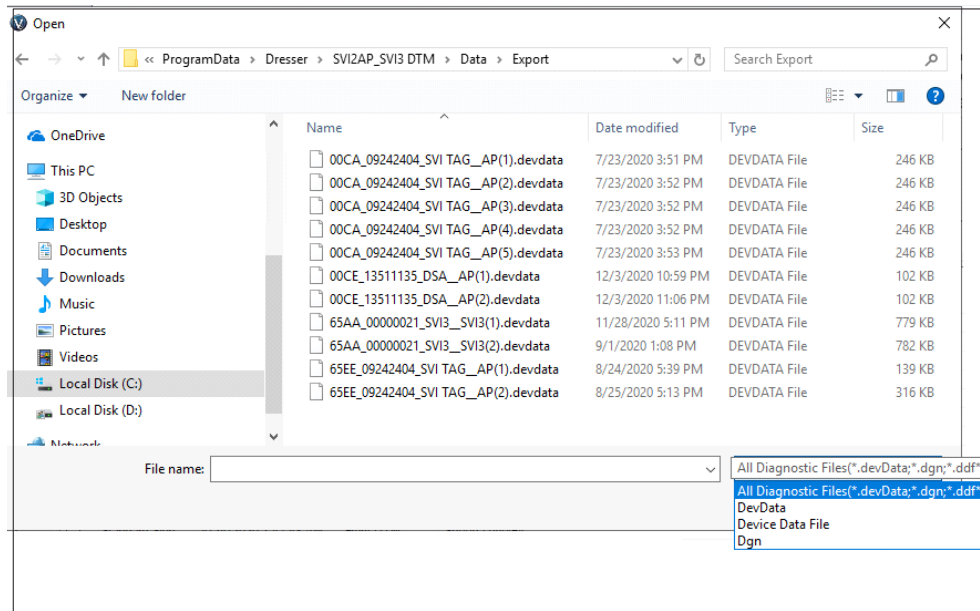 Open
« ProgramData > Dresser > SVI2AP_SVI3 DTM > Data > Export
Search Export
Organize
New folder
OneDrive
This PC
3D Objects
Desktop
Documents
Downloads
Music
Pictures
Videos
Local Disk (C:)
Local Disk (D:)
Network
Name Date modified Type Size
00CA_09242404_SVI TAG__AP(1).devdata 7/23/2020 3:51 PM DEVDATA File 246 KB
00CA_09242404_SVI TAG__AP(2).devdata 7/23/2020 3:52 PM DEVDATA File 246 KB
00CA_09242404_SVI TAG__AP(3).devdata 7/23/2020 3:52 PM DEVDATA File 246 KB
00CA_09242404_SVI TAG__AP(4).devdata 7/23/2020 3:52 PM DEVDATA File 246 KB
00CA_09242404_SVI TAG__AP(5).devdata 7/23/2020 3:53 PM DEVDATA File 246 KB
00CE_13511135_DSA__AP(1).devdata 12/3/2020 10:59 PM DEVDATA File 102 KB
00CE_13511135_DSA__AP(2).devdata 12/3/2020 11:06 PM DEVDATA File 102 KB
65AA_00000021_SVI3__SVI3(1).devdata 11/28/2020 5:11 PM DEVDATA File 779 KB
65AA_00000021_SVI3__SVI3(2).devdata 9/1/2020 1:08 PM DEVDATA File 782 KB
65EE_09242404_SVI TAG__AP(1).devdata 8/24/2020 5:39 PM DEVDATA File 139 KB
65EE_09242404_SVI TAG__AP(2).devdata 8/25/2020 5:13 PM DEVDATA File 316 KB
File name:
All Diagnostic Files(*.devData;*.dgn;*.ddf*
All Diagnostic Files(*.devData;*.dgn;*.ddf*
DevData
Device Data File
Dgn